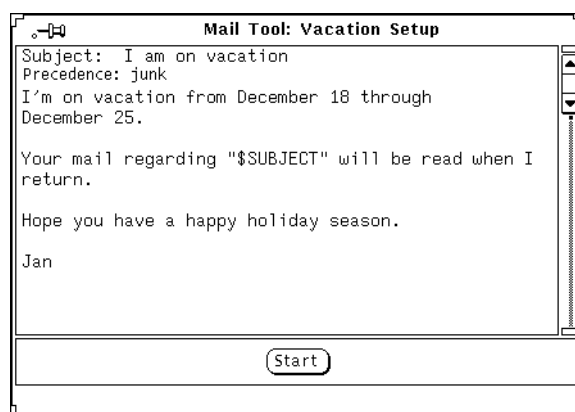 Mail Tool: Vacation Setup
Subject:  I am on vacation
Precedence: junk
I'm on vacation from December 18 through
December 25.
Your mail regarding "$SUBJECT" will be read when I
return.
Hope you have a happy holiday season.
Jan
Start